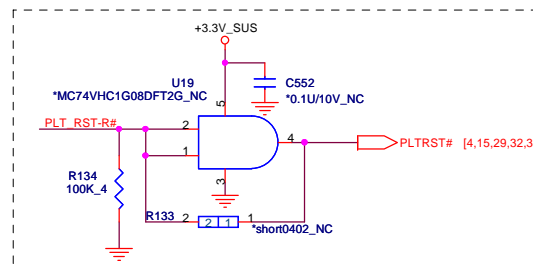 +3.3V_SUS
U19
*MC74VHC1G08DFT2G_NC
C552
*0.1U/10V_NC
5
PLT_RST-R#
2
4
PLTRST# [4,15,29,32,3
1
3
R134
100K_4
R133 2 2 1 1
*short0402_NC